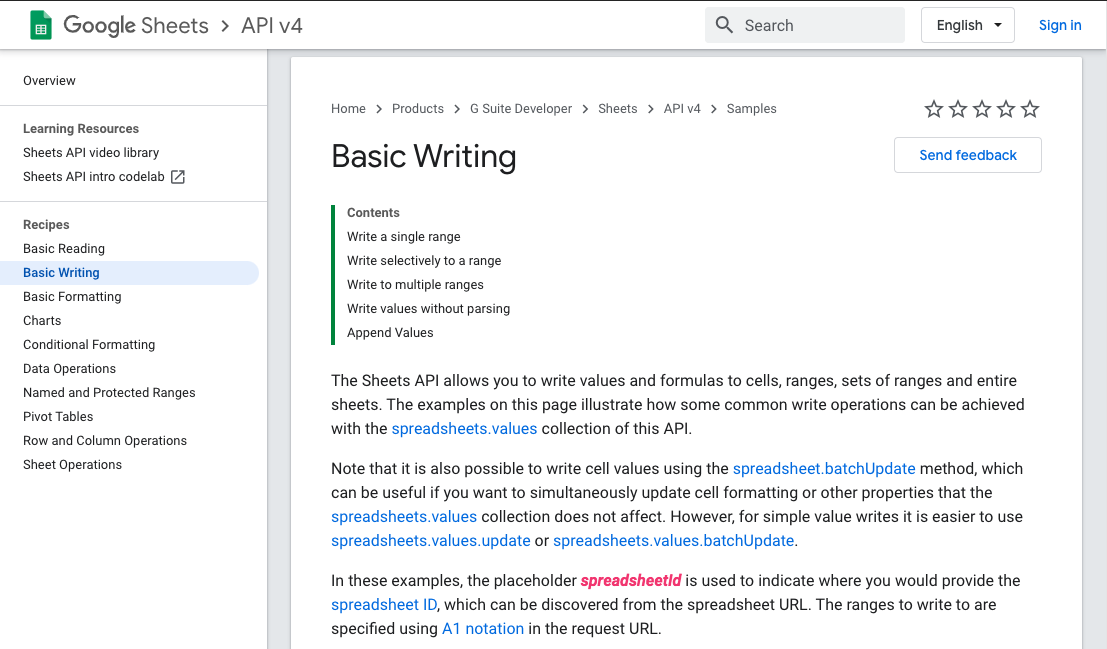 Google Sheets > API v4
Search
English
Sign in
Overview
Learning Resources
Sheets API video library
Sheets API intro codelab
Recipes
Basic Reading
Basic Writing
Basic Formatting
Charts
Conditional Formatting
Data Operations
Named and Protected Ranges
Pivot Tables
Row and Column Operations
Sheet Operations
Home > Products > G Suite Developer > Sheets > API v4 > Samples
Basic Writing
Send feedback
Contents
Write a single range
Write selectively to a range
Write to multiple ranges
Write values without parsing
Append Values
The Sheets API allows you to write values and formulas to cells, ranges, sets of ranges and entire
sheets. The examples on this page illustrate how some common write operations can be achieved
with the spreadsheets.values collection of this API.
Note that it is also possible to write cell values using the spreadsheet.batchUpdate method, which
can be useful if you want to simultaneously update cell formatting or other properties that the
spreadsheets.values collection does not affect. However, for simple value writes it is easier to use
spreadsheets.values.update or spreadsheets.values.batchUpdate.
In these examples, the placeholder spreadsheetId is used to indicate where you would provide the
spreadsheet ID, which can be discovered from the spreadsheet URL. The ranges to write to are
specified using A1 notation in the request URL.